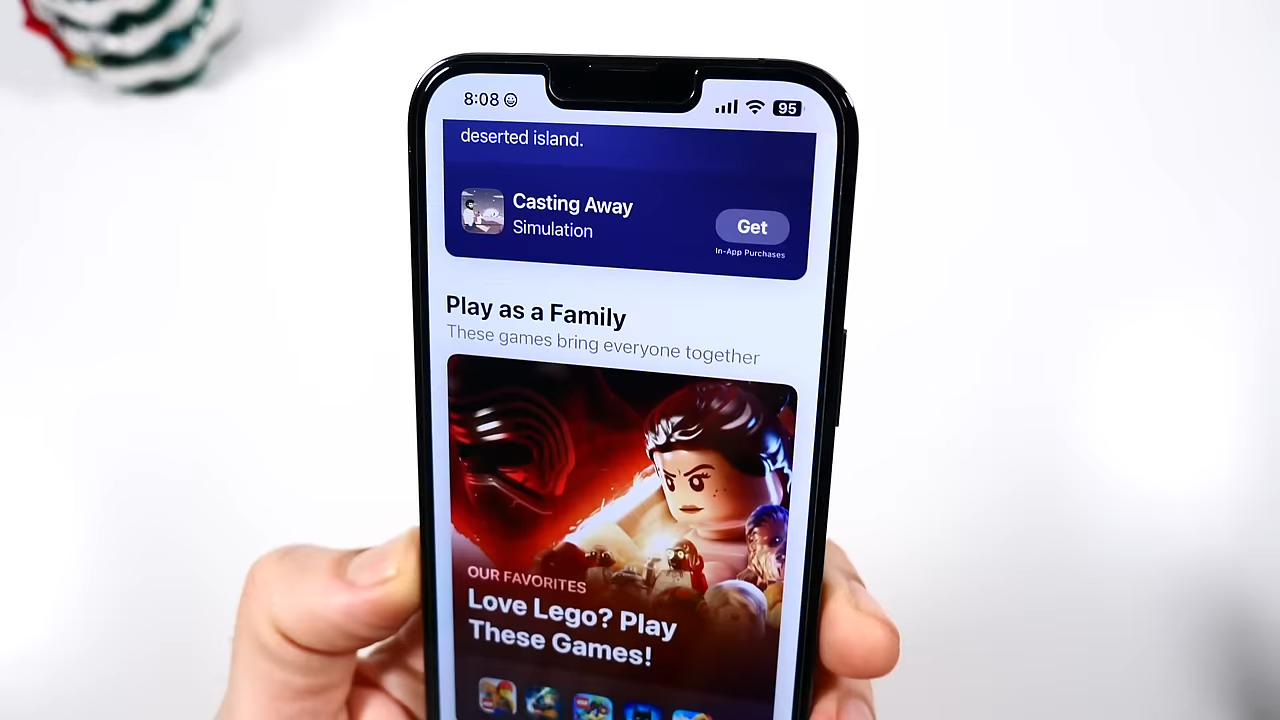 8:08
95
deserted island.
Casting Away
Simulation
Get
In-App Purchases
Play as a Family
These games bring everyone together
OUR FAVORITES
Love Lego? Play
These Games!